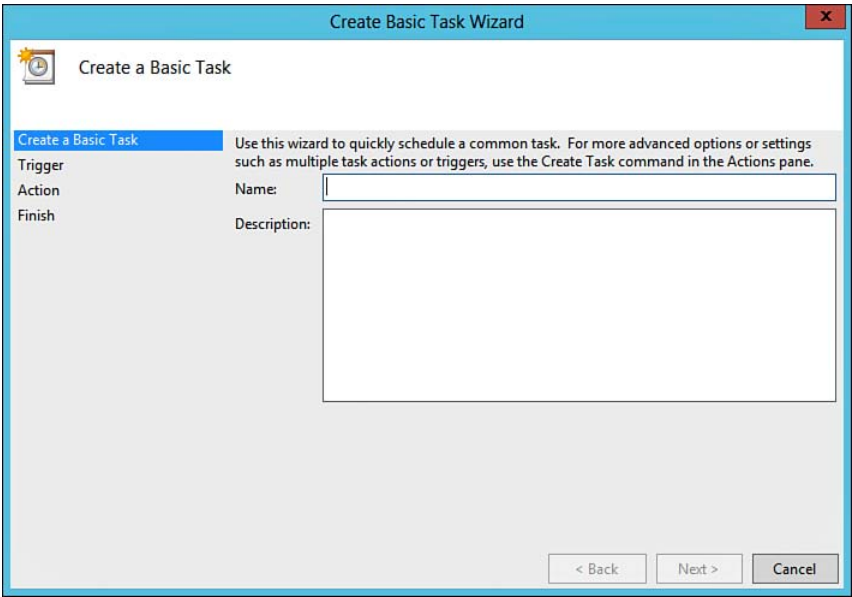 Create Basic Task Wizard
x
Create a Basic Task
Create a Basic Task
Trigger
Action
Finish
Use this wizard to quickly schedule a common task. For more advanced options or settings
such as multiple task actions or triggers, use the Create Task command in the Actions pane.
Name:
Description:
< Back
Next >
Cancel